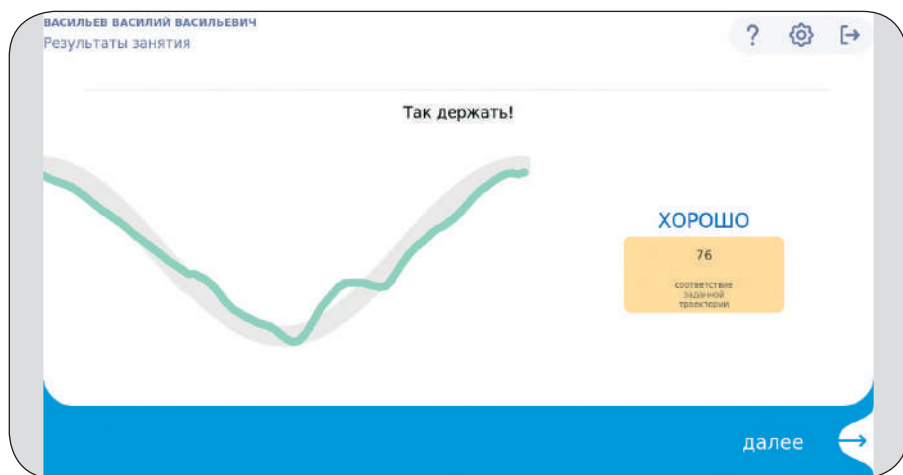 ВАСИЛЬЕВ ВАСИЛИЙ ВАСИЛЬЕВИЧ
Результаты занятия
?
Так держать!
ХОРОШО
76
соответствие
заданной
траектории
далее